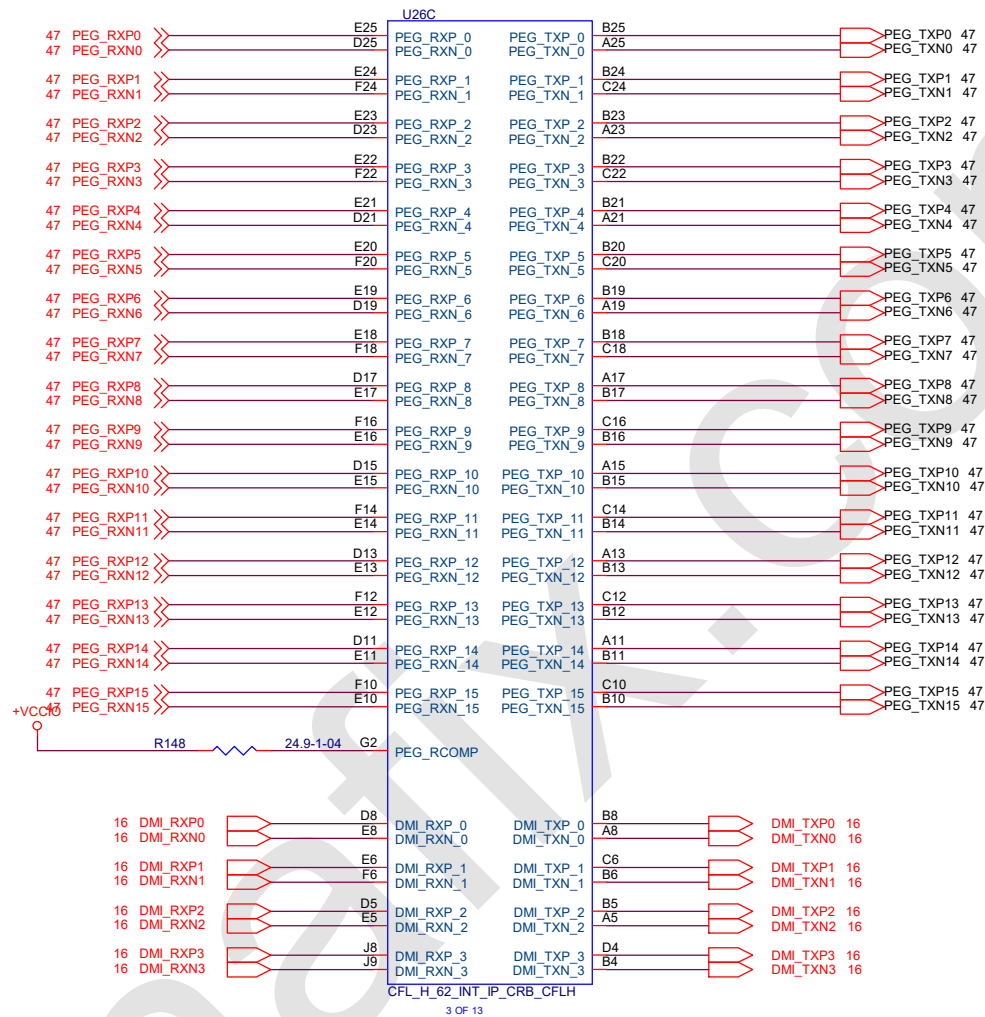 U26C
47 PEG_RXP0 E25 PEG_RXP_0 PEG_TXP_0 B25 PEG_TXP0 47
47 PEG_RXN0 D25 PEG_RXN_0 PEG_TXN_0 A25 PEG_TXN0 47
47 PEG_RXP1 E24 PEG_RXP_1 PEG_TXP_1 B24 PEG_TXP1 47
47 PEG_RXN1 F24 PEG_RXN_1 PEG_TXN_1 C24 PEG_TXN1 47
47 PEG_RXP2 E23 PEG_RXP_2 PEG_TXP_2 B23 PEG_TXP2 47
47 PEG_RXN2 D23 PEG_RXN_2 PEG_TXN_2 A23 PEG_TXN2 47
47 PEG_RXP3 E22 PEG_RXP_3 PEG_TXP_3 B22 PEG_TXP3 47
47 PEG_RXN3 F22 PEG_RXN_3 PEG_TXN_3 C22 PEG_TXN3 47
47 PEG_RXP4 E21 PEG_RXP_4 PEG_TXP_4 B21 PEG_TXP4 47
47 PEG_RXN4 D21 PEG_RXN_4 PEG_TXN_4 A21 PEG_TXN4 47
47 PEG_RXP5 E20 PEG_RXP_5 PEG_TXP_5 B20 PEG_TXP5 47
47 PEG_RXN5 F20 PEG_RXN_5 PEG_TXN_5 C20 PEG_TXN5 47
47 PEG_RXP6 E19 PEG_RXP_6 PEG_TXP_6 B19 PEG_TXP6 47
47 PEG_RXN6 D19 PEG_RXN_6 PEG_TXN_6 A19 PEG_TXN6 47
47 PEG_RXP7 E18 PEG_RXP_7 PEG_TXP_7 B18 PEG_TXP7 47
47 PEG_RXN7 F18 PEG_RXN_7 PEG_TXN_7 C18 PEG_TXN7 47
47 PEG_RXP8 D17 PEG_RXP_8 PEG_TXP_8 A17 PEG_TXP8 47
47 PEG_RXN8 E17 PEG_RXN_8 PEG_TXN_8 B17 PEG_TXN8 47
47 PEG_RXP9 F16 PEG_RXP_9 PEG_TXP_9 C16 PEG_TXP9 47
47 PEG_RXN9 E16 PEG_RXN_9 PEG_TXN_9 B16 PEG_TXN9 47
47 PEG_RXP10 D15 PEG_RXP_10 PEG_TXP_10 A15 PEG_TXP10 47
47 PEG_RXN10 E15 PEG_RXN_10 PEG_TXN_10 B15 PEG_TXN10 47
47 PEG_RXP11 F14 PEG_RXP_11 PEG_TXP_11 C14 PEG_TXP11 47
47 PEG_RXN11 E14 PEG_RXN_11 PEG_TXN_11 B14 PEG_TXN11 47
47 PEG_RXP12 D13 PEG_RXP_12 PEG_TXP_12 A13 PEG_TXP12 47
47 PEG_RXN12 E13 PEG_RXN_12 PEG_TXN_12 B13 PEG_TXN12 47
47 PEG_RXP13 F12 PEG_RXP_13 PEG_TXP_13 C12 PEG_TXP13 47
47 PEG_RXN13 E12 PEG_RXN_13 PEG_TXN_13 B12 PEG_TXN13 47
47 PEG_RXP14 D11 PEG_RXP_14 PEG_TXP_14 A11 PEG_TXP14 47
47 PEG_RXN14 E11 PEG_RXN_14 PEG_TXN_14 B11 PEG_TXN14 47
47 PEG_RXP15 F10 PEG_RXP_15 PEG_TXP_15 C10 PEG_TXP15 47
47 PEG_RXN15 E10 PEG_RXN_15 PEG_TXN_15 B10 PEG_TXN15 47
+VCCIO
R148 24.9-1-04 G2 PEG_RCOMP
16 DMI_RXP0 D8 DMI_RXP_0 DMI_TXP_0 B8 DMI_TXP0 16
16 DMI_RXN0 E8 DMI_RXN_0 DMI_TXN_0 A8 DMI_TXN0 16
16 DMI_RXP1 E6 DMI_RXP_1 DMI_TXP_1 C6 DMI_TXP1 16
16 DMI_RXN1 F6 DMI_RXN_1 DMI_TXN_1 B6 DMI_TXN1 16
16 DMI_RXP2 D5 DMI_RXP_2 DMI_TXP_2 B5 DMI_TXP2 16
16 DMI_RXN2 E5 DMI_RXN_2 DMI_TXN_2 A5 DMI_TXN2 16
16 DMI_RXP3 J8 DMI_RXP_3 DMI_TXP_3 D4 DMI_TXP3 16
16 DMI_RXN3 J9 DMI_RXN_3 DMI_TXN_3 B4 DMI_TXN3 16
CFL_H_62_INT_IP_CRB_CFLH
3 OF 13